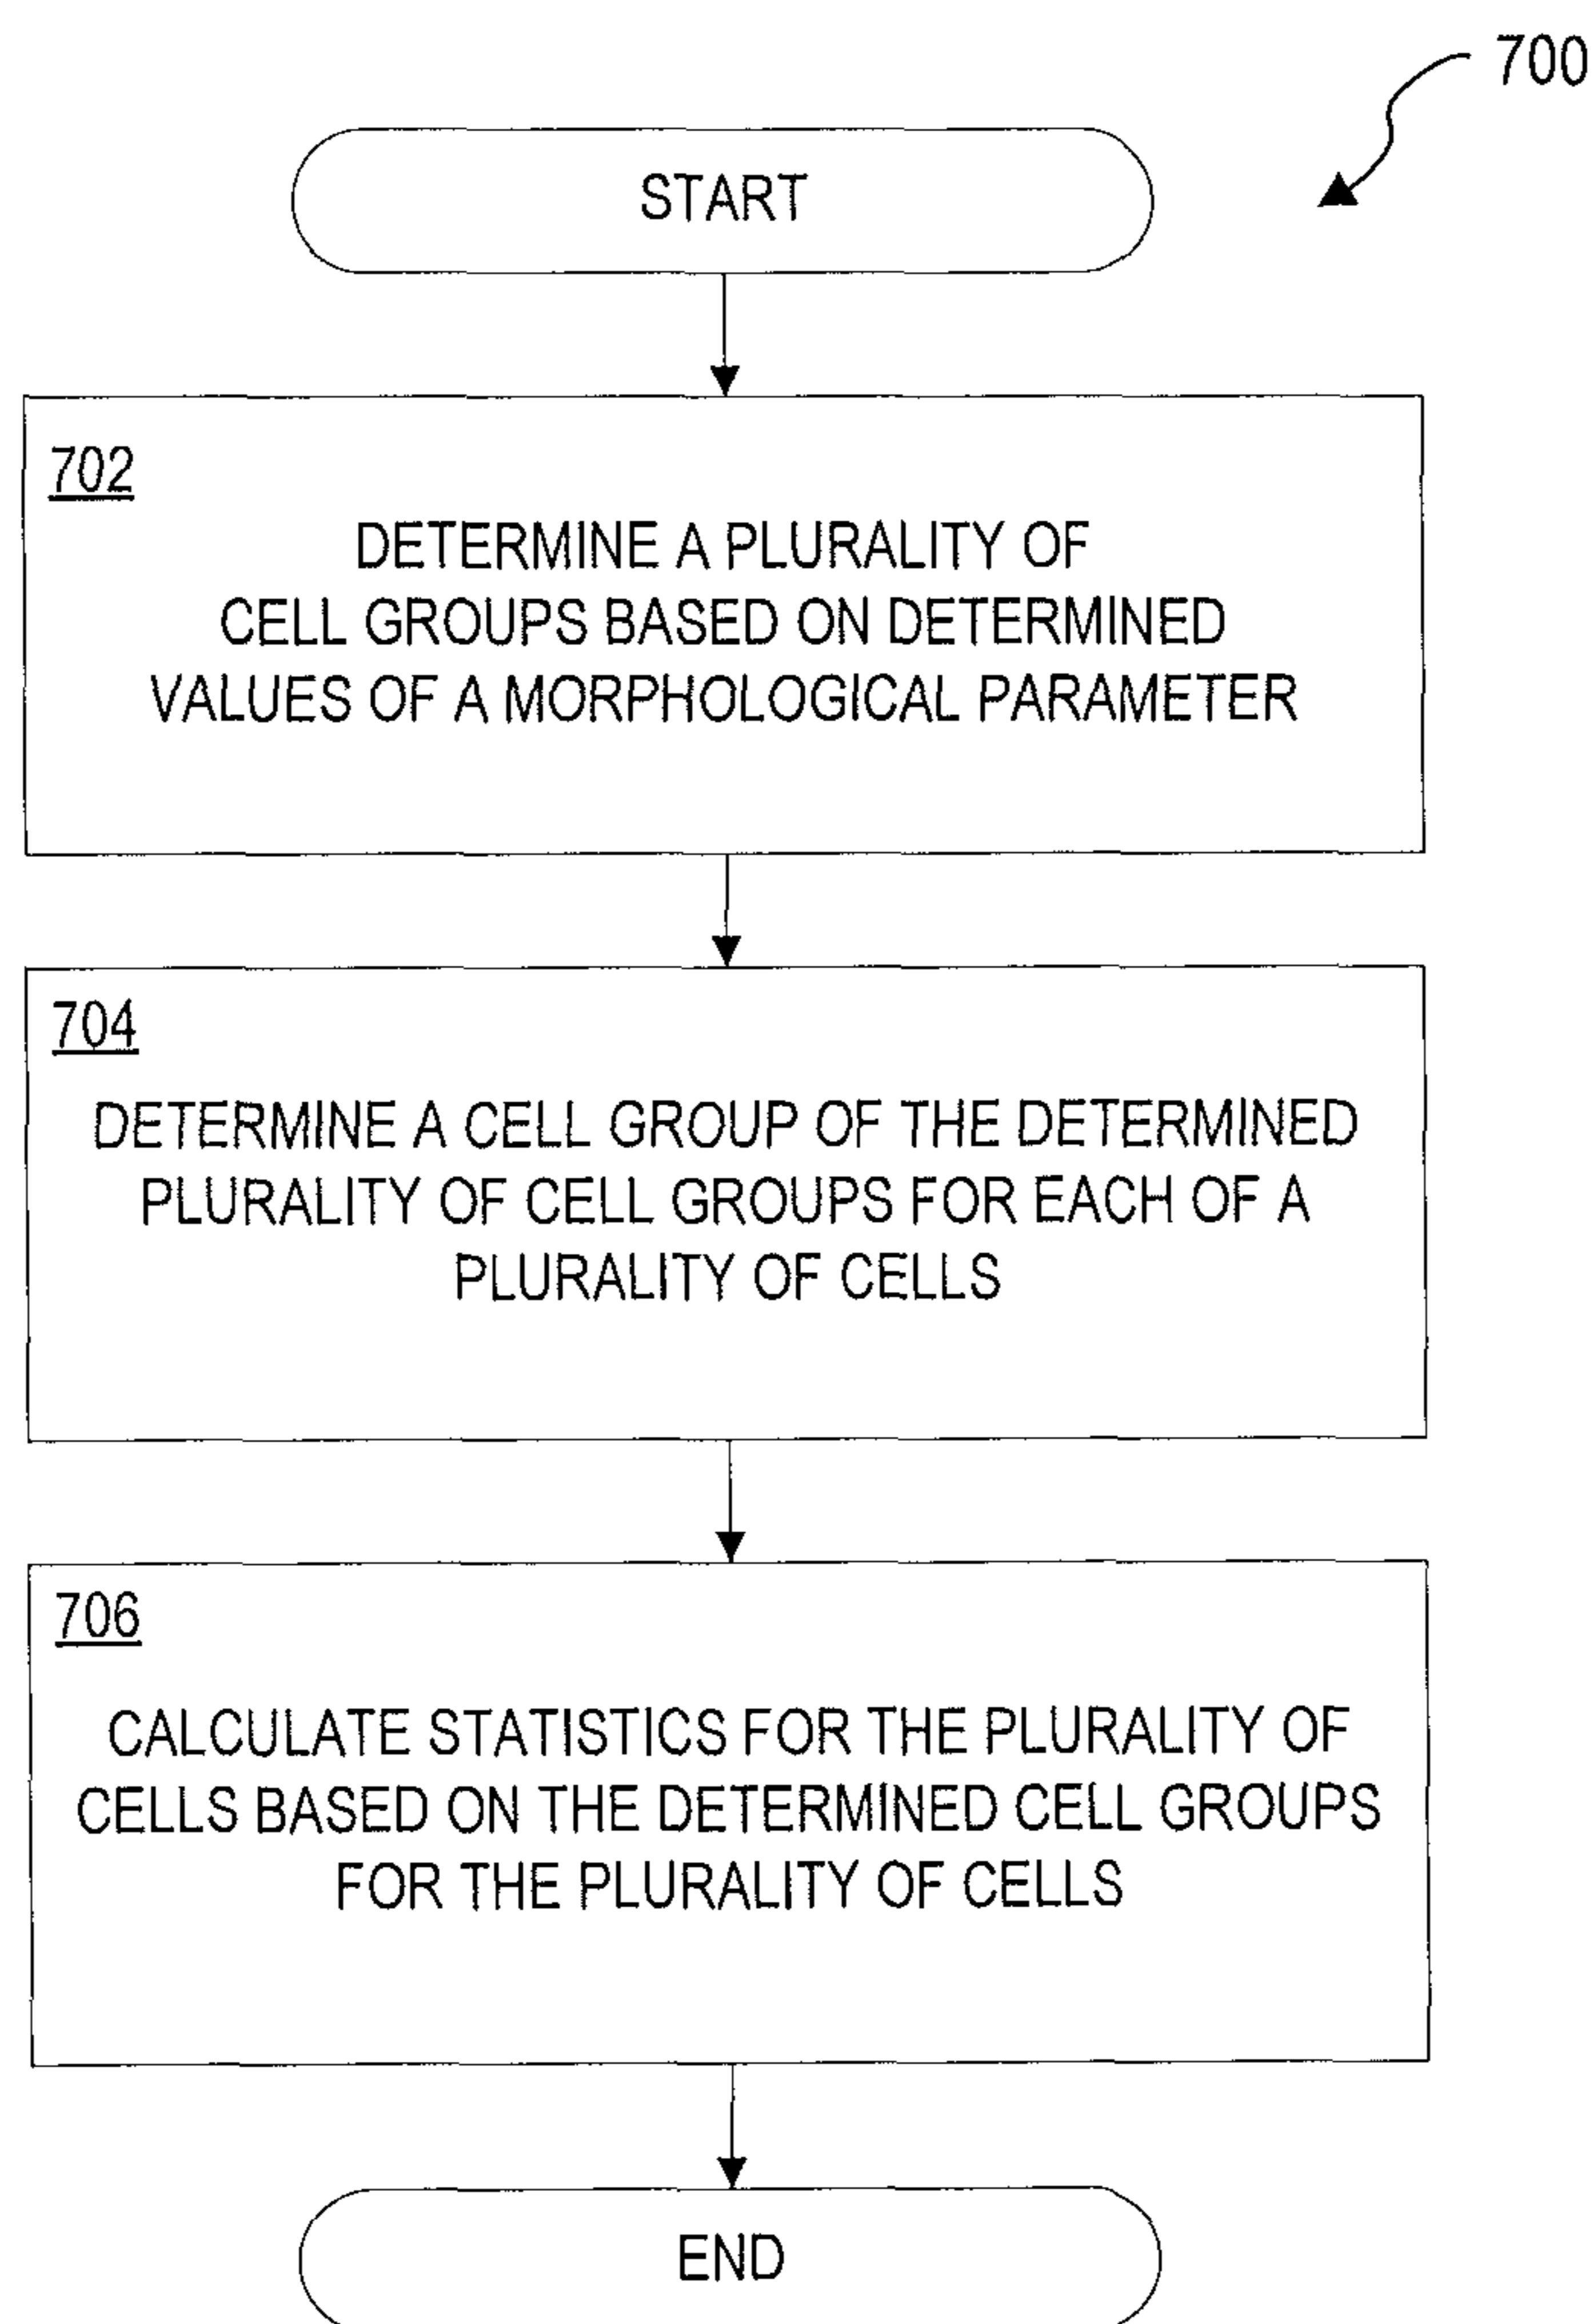 700
START
702
DETERMINE A PLURALITY OF
CELL GROUPS BASED ON DETERMINED
VALUES OF A MORPHOLOGICAL PARAMETER
704
DETERMINE A CELL GROUP OF THE DETERMINED
PLURALITY OF CELL GROUPS FOR EACH OF A
PLURALITY OF CELLS
706
CALCULATE STATISTICS FOR THE PLURALITY OF
CELLS BASED ON THE DETERMINED CELL GROUPS
FOR THE PLURALITY OF CELLS
END